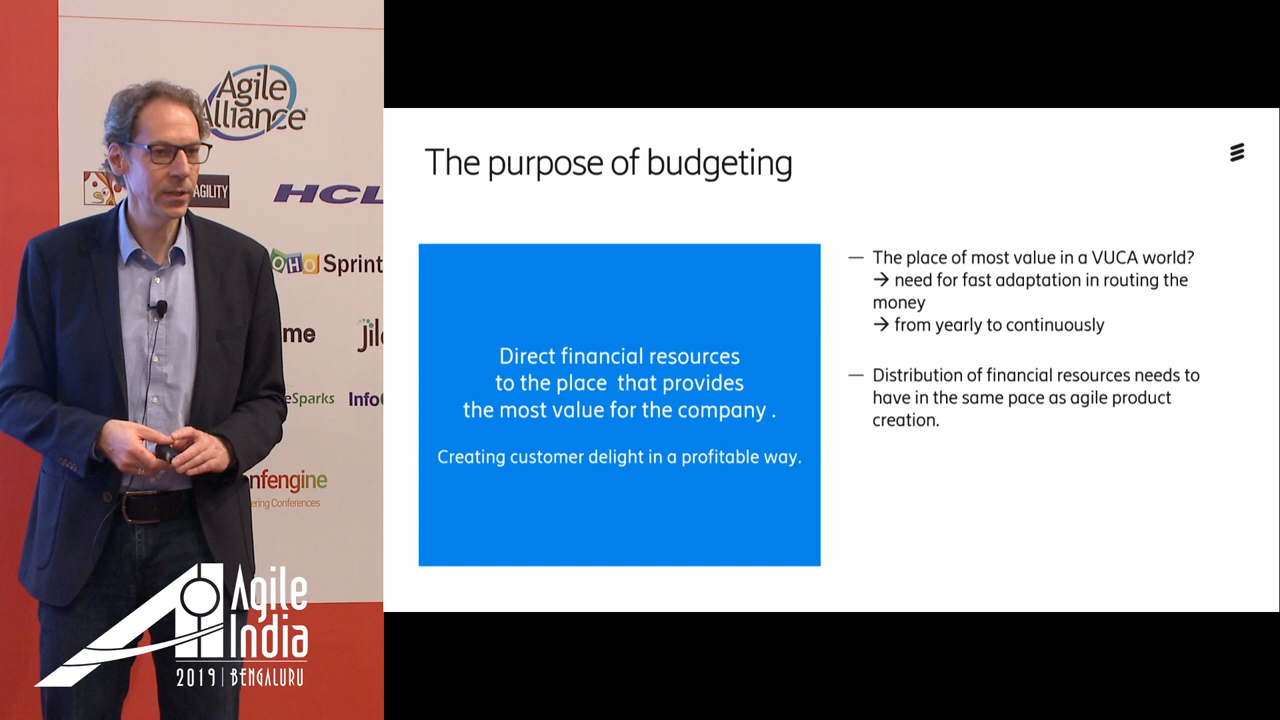 Agile
Alliance
AGILITY
HCL
Sprint
me
eSparks
Info
nfengine
ering Conferences
Agile
India
2019 | BENGALURU
The purpose of budgeting
Direct financial resources
to the place that provides
the most value for the company .
Creating customer delight in a profitable way.
— The place of most value in a VUCA world?
→ need for fast adaptation in routing the
money
→ from yearly to continuously
— Distribution of financial resources needs to
have in the same pace as agile product
creation.